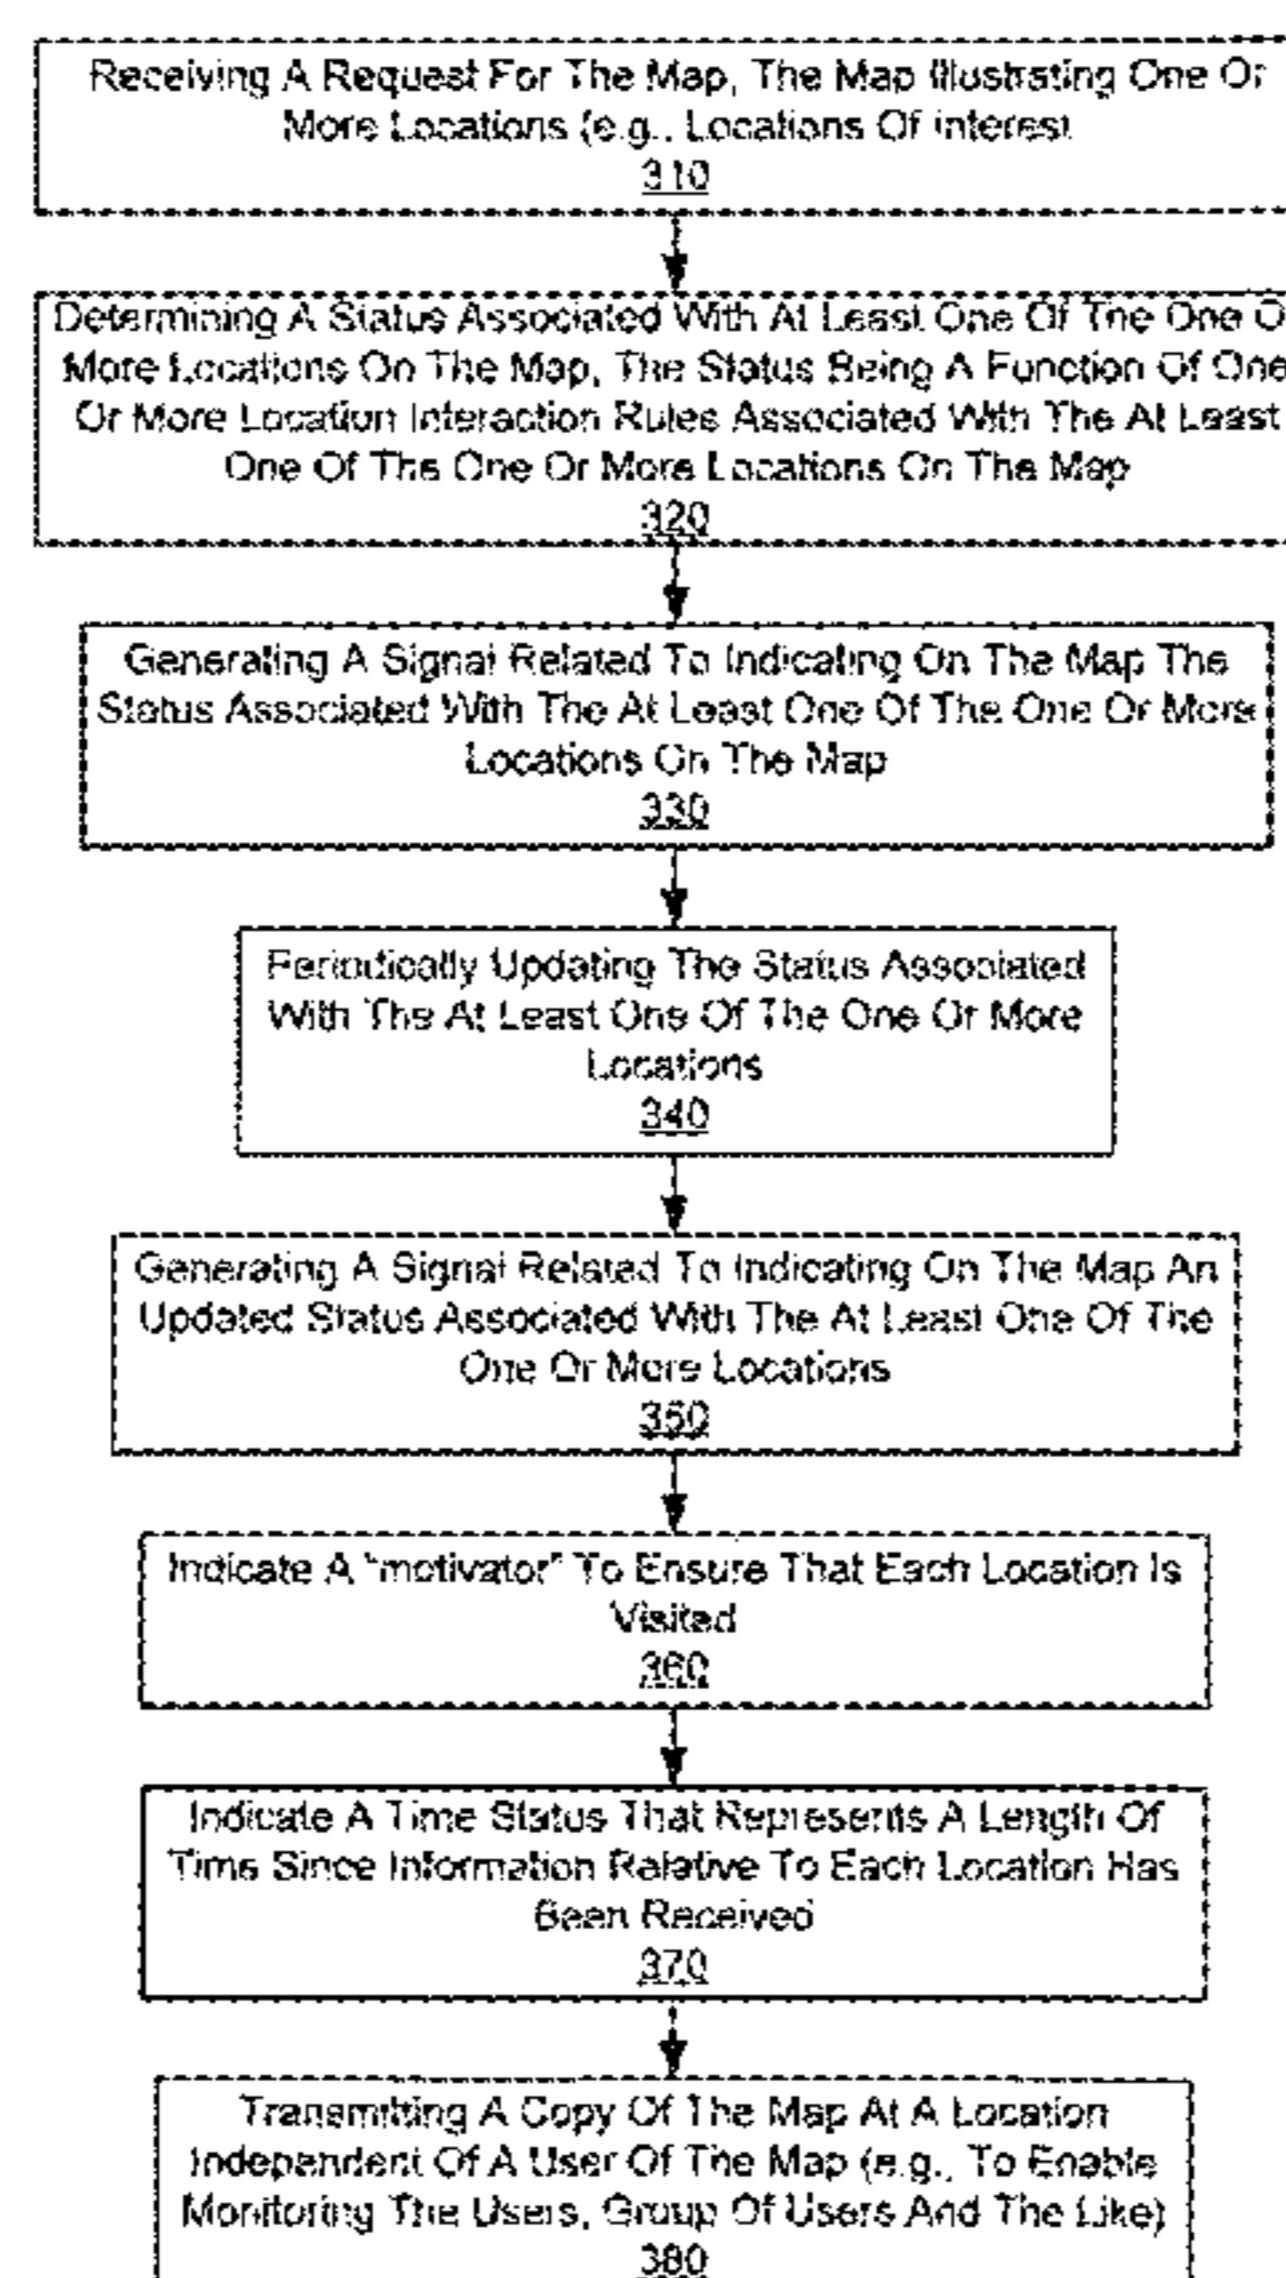 Receiving A Request For The Map, The Map Illustrating One Or
More Locations (e.g., Locations Of Interest
310
Determining A Status Associated With At Least One Of The One O
More Locations On The Map, The Status Being A Function Of One
Or More Location Interaction Rules Associated With The At Least
One Of The One Or More Locations On The Map
320
Generating A Signal Related To Indicating On The Map The
Status Associated With The At Least One Of The One Or More
Locations On The Map
330
Periodically Updating The Status Associated
With The At Least One Of The One Or More
Locations
340
Generating A Signal Related To Indicating On The Map An
Updated Status Associated With The At Least One Of The
One Or More Locations
350
Indicate A "motivator" To Ensure That Each Location Is
Visited
360
Indicate A Time Status That Represents A Length Of
Time Since Information Relative To Each Location Has
Been Received
370
Transmitting A Copy Of The Map At A Location
Independent Of A User Of The Map (e.g., To Enable
Monitoring The Users, Group Of Users And The Like)
380